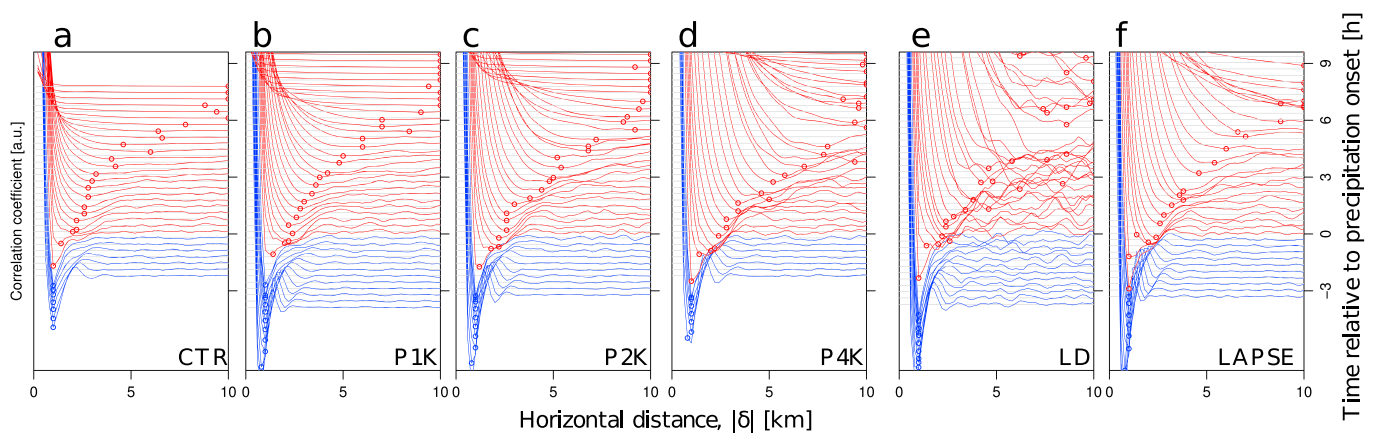 a b c d e f
Correlation coefficient [a.u.]
CTR P1K P2K P4K LD LAPSE
9
6
3
0
−3
Time relative to precipitation onset [h]
0 5 10 0 5 10 0 5 10 0 5 10 0 5 10 0 5 10
Horizontal distance, |δ| [km]